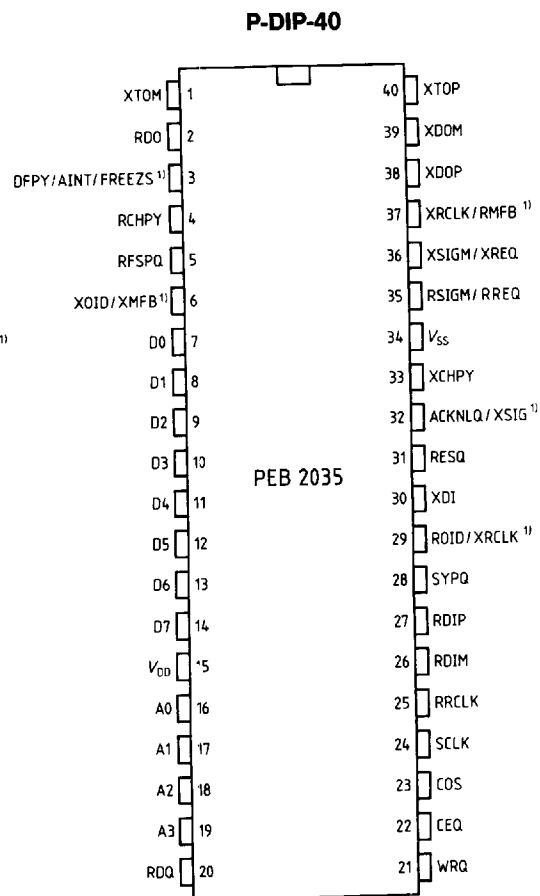 P-DIP-40
XTOM 1 40 XTOP
RDO 2 39 XDOM
DFPY/AINT/FREEZS 1) 3 38 XDOP
RCHPY 4 37 XRCLK/RMFB 1)
RFSPQ 5 36 XSIGM/XREQ
XOID/XMFB 1) 6 35 RSIGM/RREQ
1) D0 7 34 VSS
D1 8 33 XCHPY
D2 9 32 ACKNLQ/XSIG 1)
D3 10 31 RESQ
PEB 2035
D4 11 30 XDI
D5 12 29 ROID/XRCLK 1)
D6 13 28 SYPQ
D7 14 27 RDIP
VDD 15 26 RDIM
A0 16 25 RRCLK
A1 17 24 SCLK
A2 18 23 COS
A3 19 22 CEQ
RDQ 20 21 WRQ